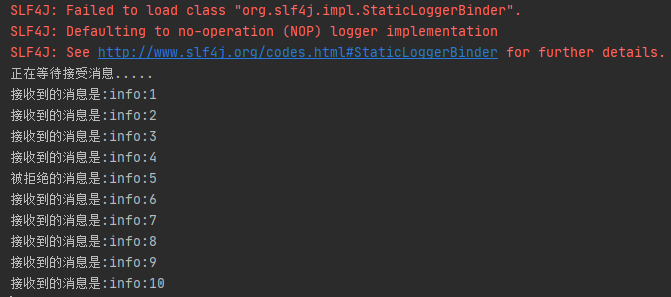 SLF4J: Failed to load class "org.slf4j.impl.StaticLoggerBinder".
SLF4J: Defaulting to no-operation (NOP) logger implementation
SLF4J: See http://www.slf4j.org/codes.html#StaticLoggerBinder for further details.
正在等待接受消息.....
接收到的消息是:info:1
接收到的消息是:info:2
接收到的消息是:info:3
接收到的消息是:info:4
被拒绝的消息是:info:5
接收到的消息是:info:6
接收到的消息是:info:7
接收到的消息是:info:8
接收到的消息是:info:9
接收到的消息是:info:10